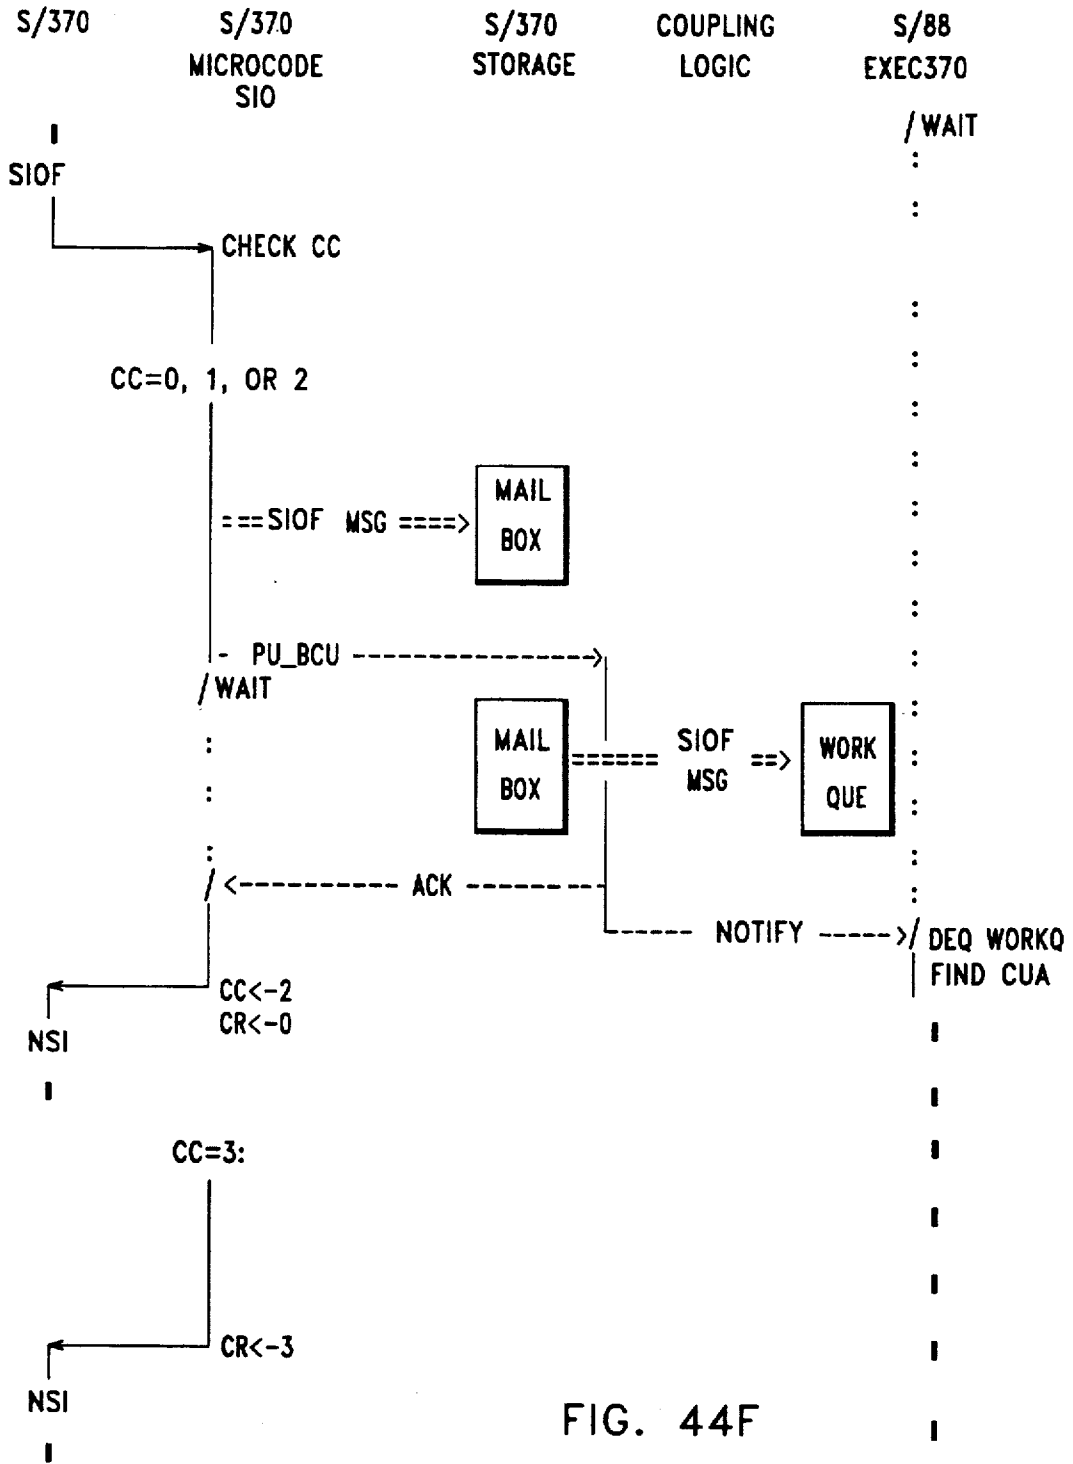 S/370 S/370 S/370 COUPLING S/88
MICROCODE STORAGE LOGIC EXEC370
SIO
/WAIT
SIOF
CHECK CC
CC=0, 1, OR 2
MAIL
===SIOF MSG ====>
BOX
- PU_BCU -------------->
/WAIT
MAIL ====== SIOF ==> WORK
BOX MSG QUE
/ <--------- ACK --------
----- NOTIFY ----->/ DEQ WORKQ
FIND CUA
CC<-2
CR<-0
NSI
CC=3:
CR<-3
NSI
FIG. 44F